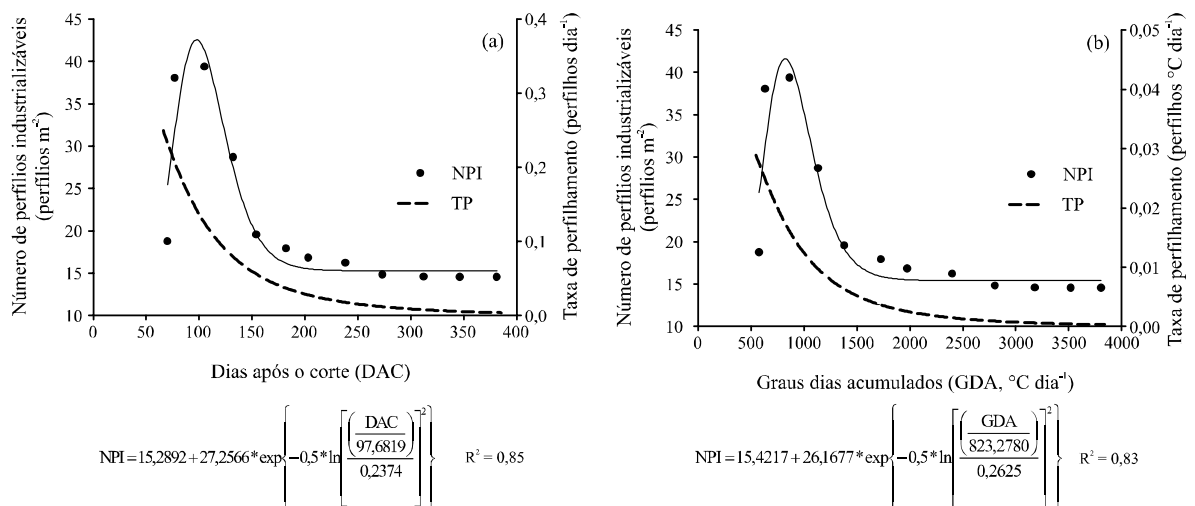 Número de perfílios industrializáveis
(perfílios m⁻²)
45
40
35
30
25
20
15
10
(a)
NPI
TP
0,4
0,3
0,2
0,1
0,0
Taxa de perfilhamento (perfilhos dia⁻¹)
0 50 100 150 200 250 300 350 400
Dias após o corte (DAC)
NPI=15,2892+27,2566*exp{−0,5*ln[(DAC/97,6819)/0,2374]²} R² = 0,85
Número de perfílios industrializáveis
(perfílios m⁻²)
45
40
35
30
25
20
15
10
(b)
NPI
TP
0,05
0,04
0,03
0,02
0,01
0,00
Taxa de perfilhamento (perfilhos °C dia⁻¹)
0 500 1000 1500 2000 2500 3000 3500 4000
Graus dias acumulados (GDA, °C dia⁻¹)
NPI=15,4217+26,1677*exp{−0,5*ln[(GDA/823,2780)/0,2625]²} R² = 0,83